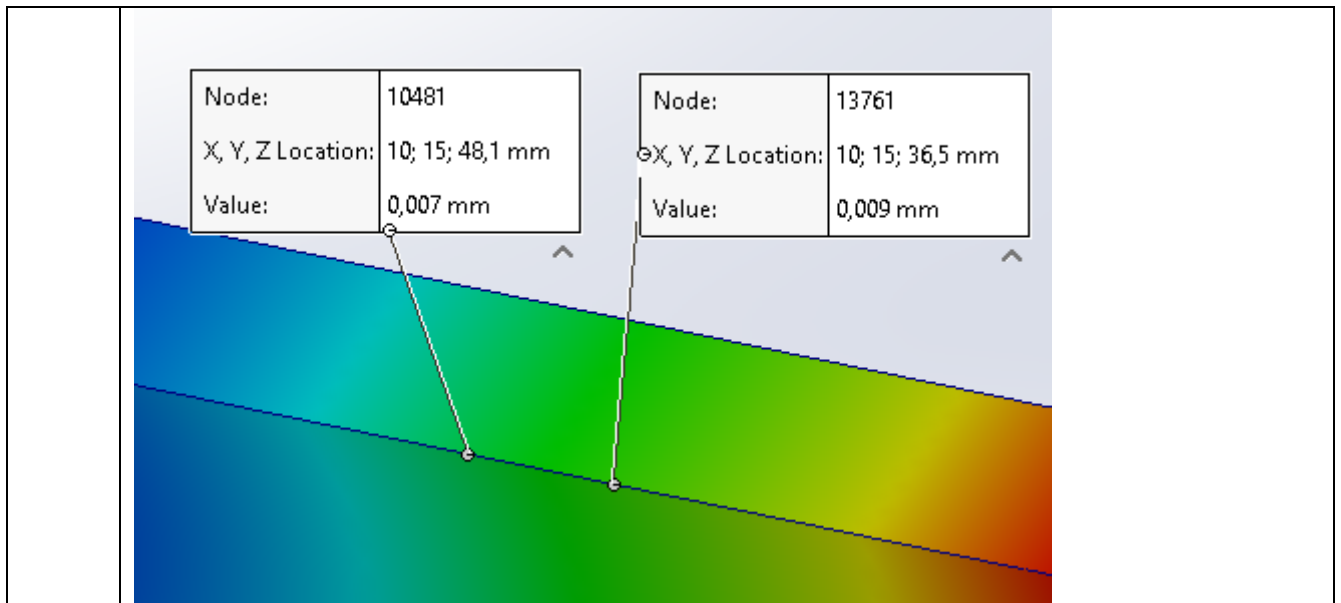 Node: 10481
X, Y, Z Location: 10; 15; 48,1 mm
Value: 0,007 mm
Node: 13761
X, Y, Z Location: 10; 15; 36,5 mm
Value: 0,009 mm